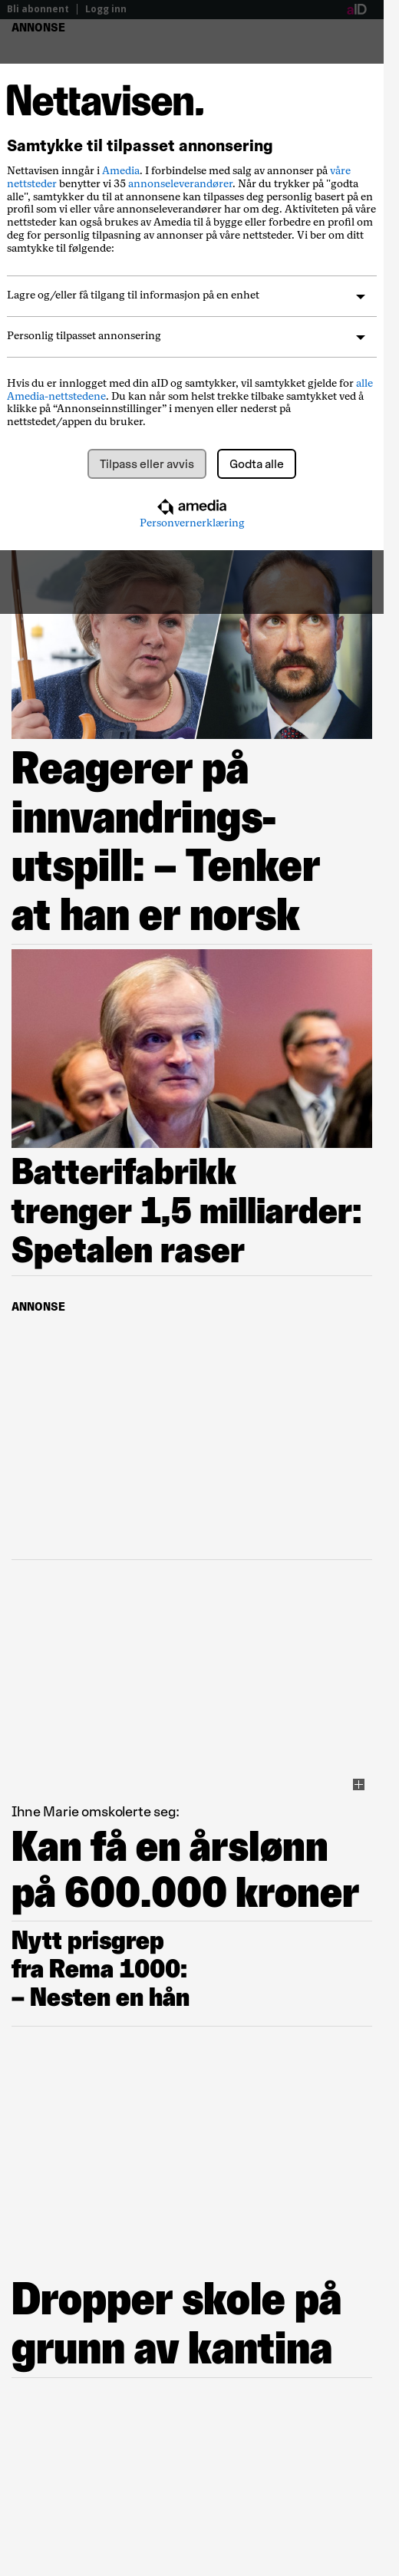 Bli abonnent | Logg inn
aID
ANNONSE
Nettavisen.
Samtykke til tilpasset annonsering
Nettavisen inngår i Amedia. I forbindelse med salg av annonser på våre
nettsteder benytter vi 35 annonseleverandører. Når du trykker på "godta
alle", samtykker du til at annonsene kan tilpasses deg personlig basert på en
profil som vi eller våre annonseleverandører har om deg. Aktiviteten på våre
nettsteder kan også brukes av Amedia til å bygge eller forbedre en profil om
deg for personlig tilpasning av annonser på våre nettsteder. Vi ber om ditt
samtykke til følgende:
Lagre og/eller få tilgang til informasjon på en enhet
Personlig tilpasset annonsering
Hvis du er innlogget med din aID og samtykker, vil samtykket gjelde for alle
Amedia-nettstedene. Du kan når som helst trekke tilbake samtykket ved å
klikke på “Annonseinnstillinger” i menyen eller nederst på
nettstedet/appen du bruker.
Tilpass eller avvis
Godta alle
amedia
Personvernerklæring
Reagerer på
innvandrings-
utspill: – Tenker
at han er norsk
Batterifabrikk
trenger 1,5 milliarder:
Spetalen raser
ANNONSE
Ihne Marie omskolerte seg:
Kan få en årslønn
på 600.000 kroner
Nytt prisgrep
fra Rema 1000:
– Nesten en hån
Dropper skole på
grunn av kantina